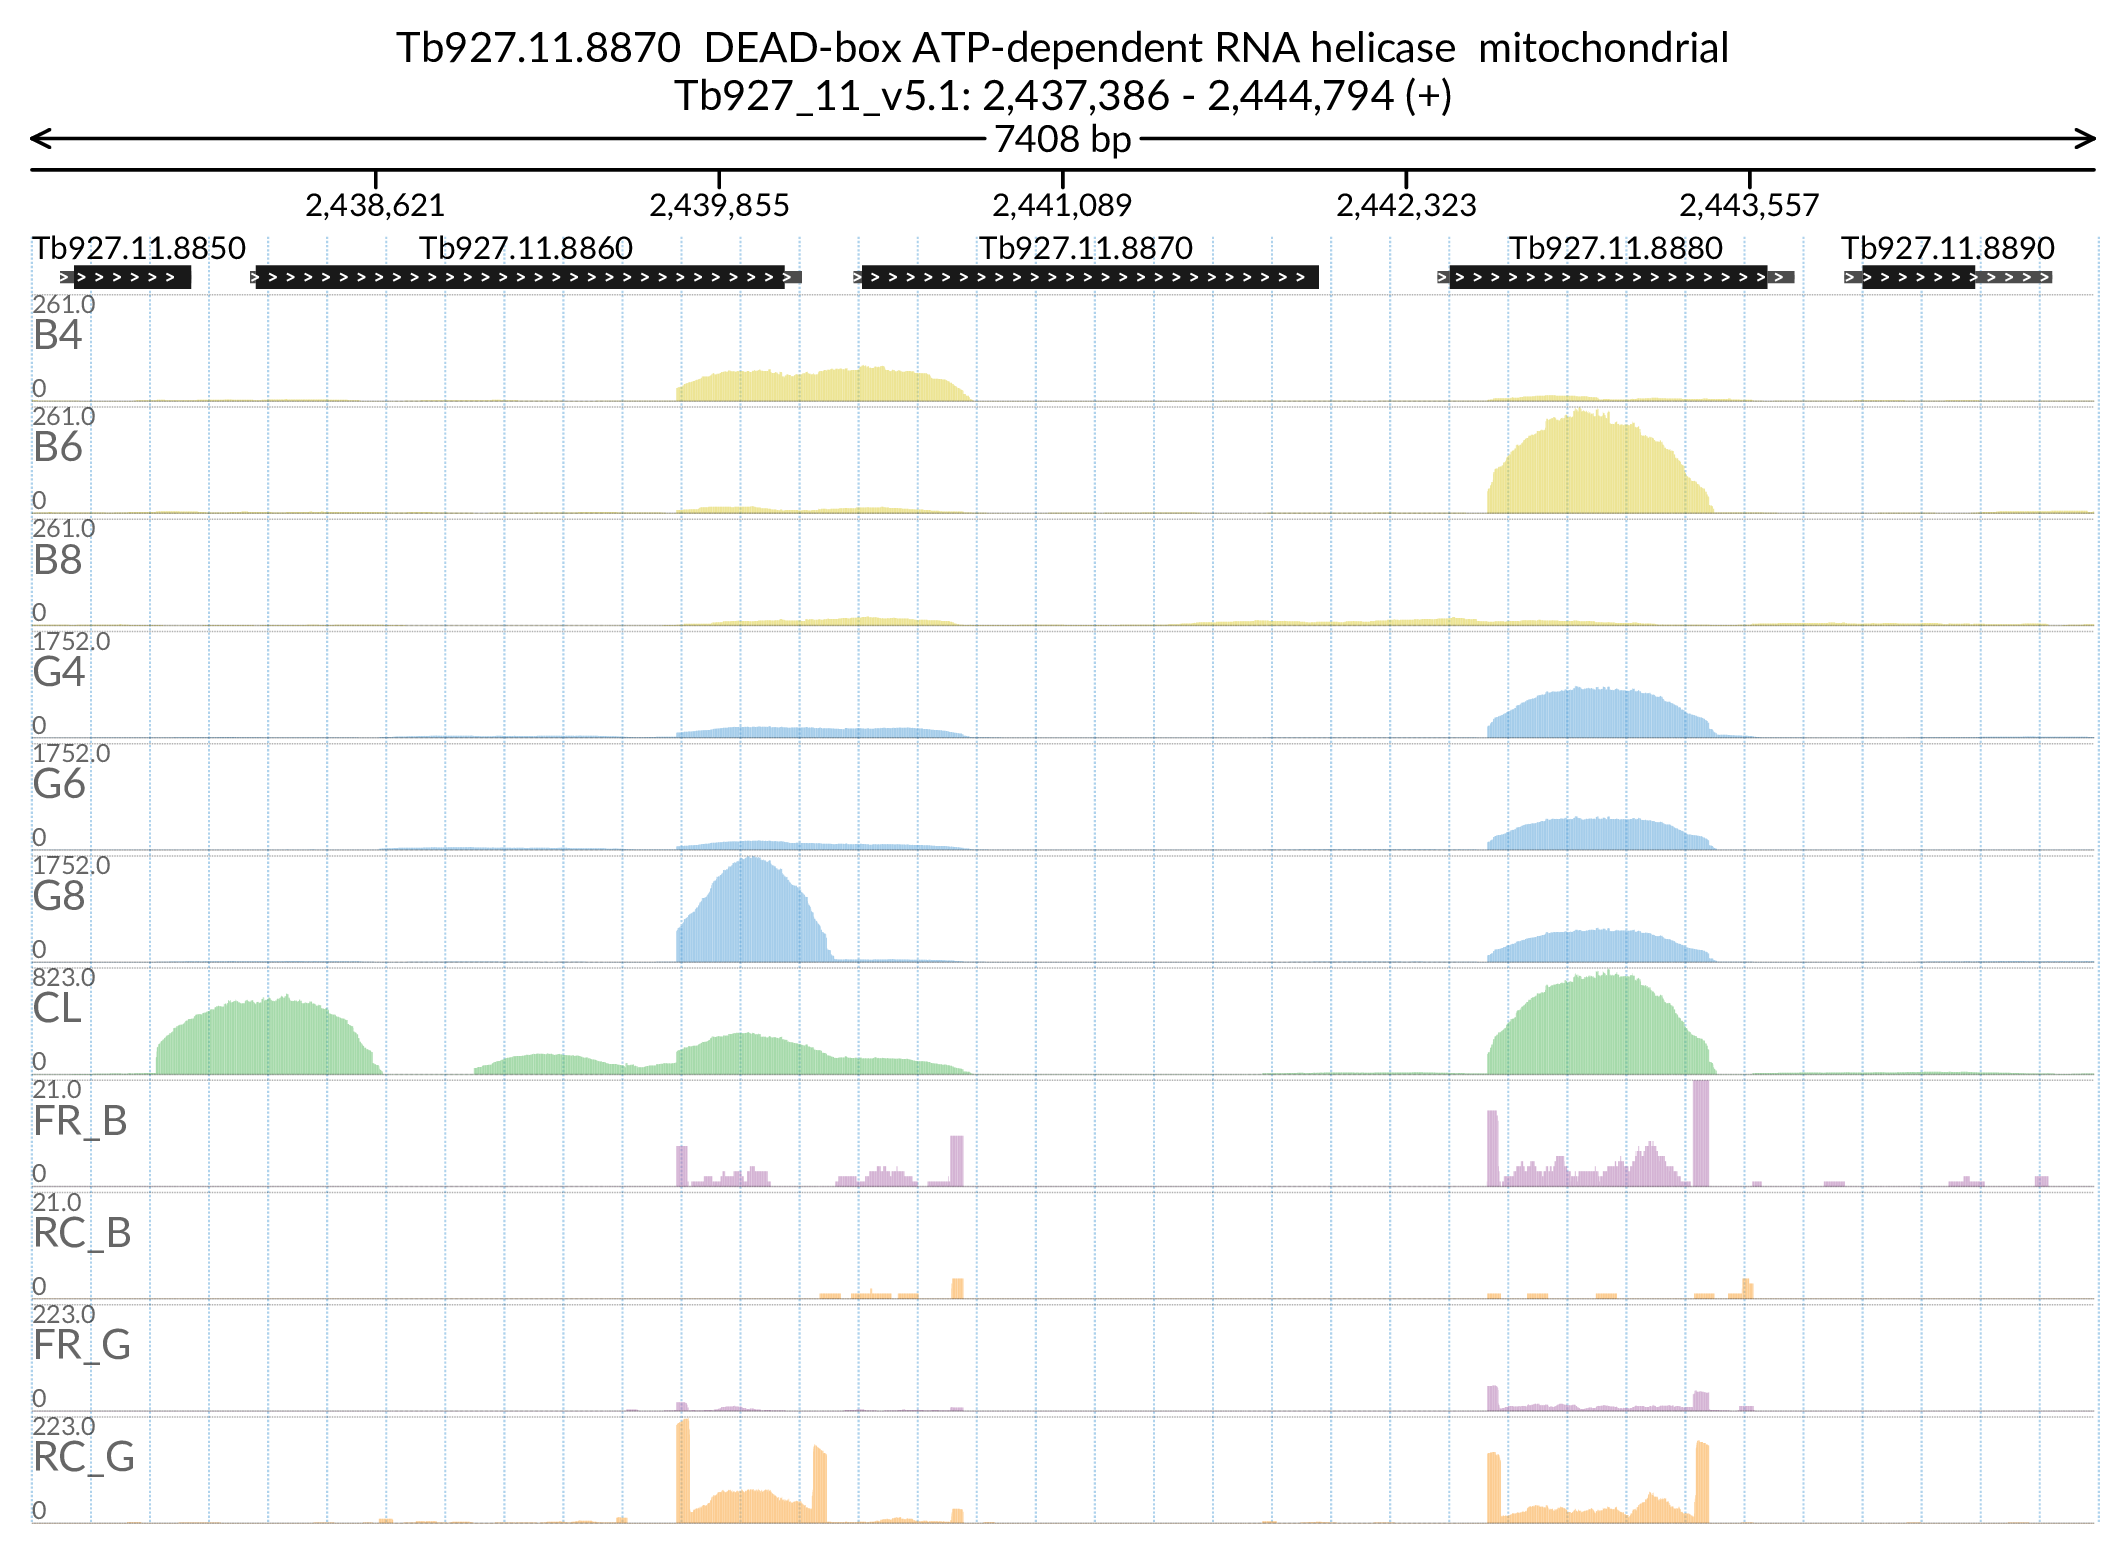 Tb927.11.8870  DEAD-box ATP-dependent RNA helicase  mitochondrial
Tb927_11_v5.1: 2,437,386 - 2,444,794 (+)
7408 bp
2,438,621 2,439,855 2,441,089 2,442,323 2,443,557
Tb927.11.8850 Tb927.11.8860 Tb927.11.8870 Tb927.11.8880 Tb927.11.8890
261.0
B4
0
261.0
B6
0
261.0
B8
0
1752.0
G4
0
1752.0
G6
0
1752.0
G8
0
823.0
CL
0
21.0
FR_B
0
21.0
RC_B
0
223.0
FR_G
0
223.0
RC_G
0